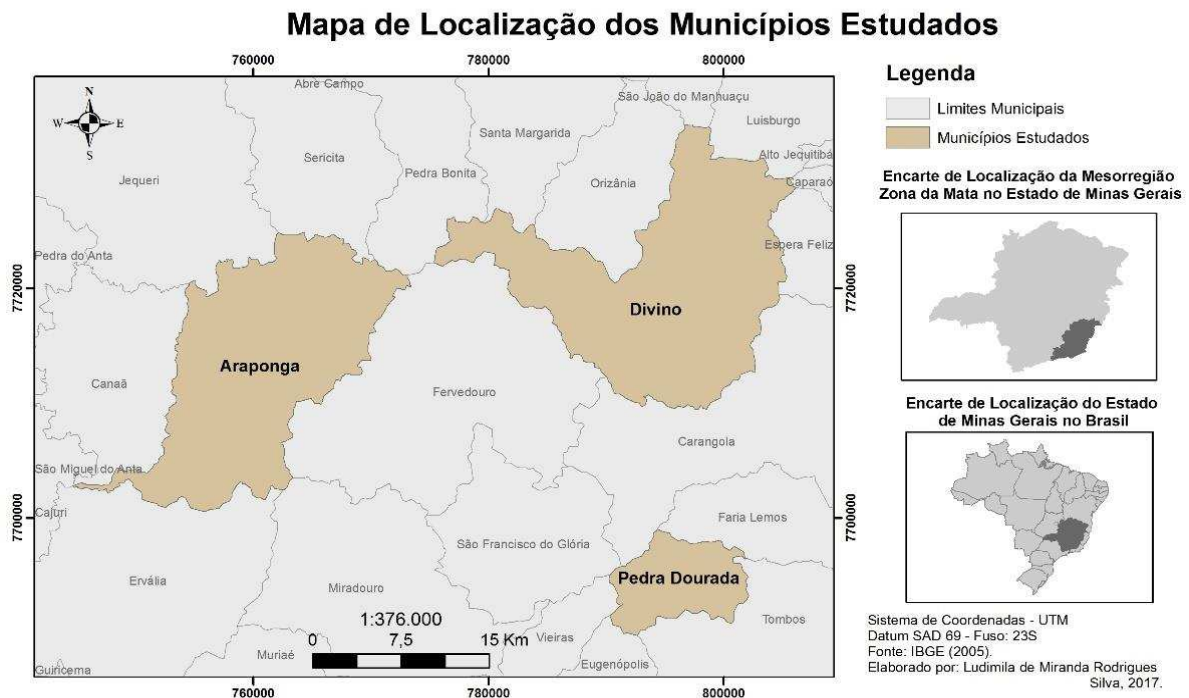 Mapa de Localização dos Municípios Estudados
760000
780000
800000
N
W
E
S
7720000
7720000
7700000
7700000
Abre Campo
São João do Manhuaçu
Luisburgo
Santa Margarida
Sericita
Alto Jequitibá
Jequeri
Pedra Bonita
Orizânia
Caparaó
Pedra do Anta
Espera Feliz
Divino
Araponga
Canaã
Fervedouro
Carangola
São Miguel do Anta
Cajuri
Faria Lemos
São Francisco do Glória
Ervália
Miradouro
Pedra Dourada
1:376.000
Tombos
0
7,5
15 Km
Vieiras
Muriaé
Eugenópolis
Guiricema
760000
780000
800000
Legenda
Limites Municipais
Municípios Estudados
Encarte de Localização da Mesorregião
Zona da Mata no Estado de Minas Gerais
Encarte de Localização do Estado
de Minas Gerais no Brasil
Sistema de Coordenadas - UTM
Datum SAD 69 - Fuso: 23S
Fonte: IBGE (2005).
Elaborado por: Ludimila de Miranda Rodrigues
Silva, 2017.